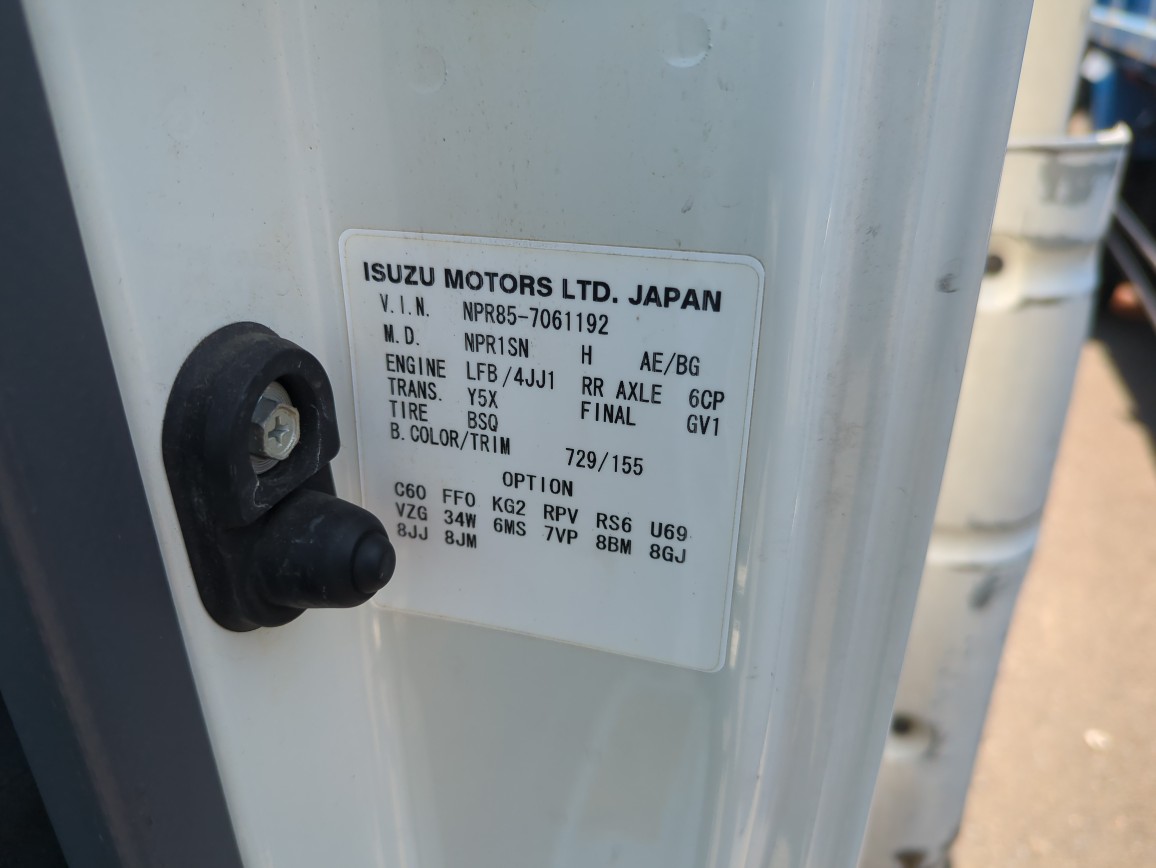 ISUZU MOTORS LTD. JAPAN
V.I.N. NPR85-7061192
M.D. NPR1SN H AE/BG
ENGINE LFB/4JJ1 RR AXLE 6CP
TRANS. Y5X FINAL GV1
TIRE BSQ
B.COLOR/TRIM 729/155
OPTION
C60 FF0 KG2 RPV RS6 U69
VZG 34W 6MS 7VP 8BM 8GJ
8JJ 8JM